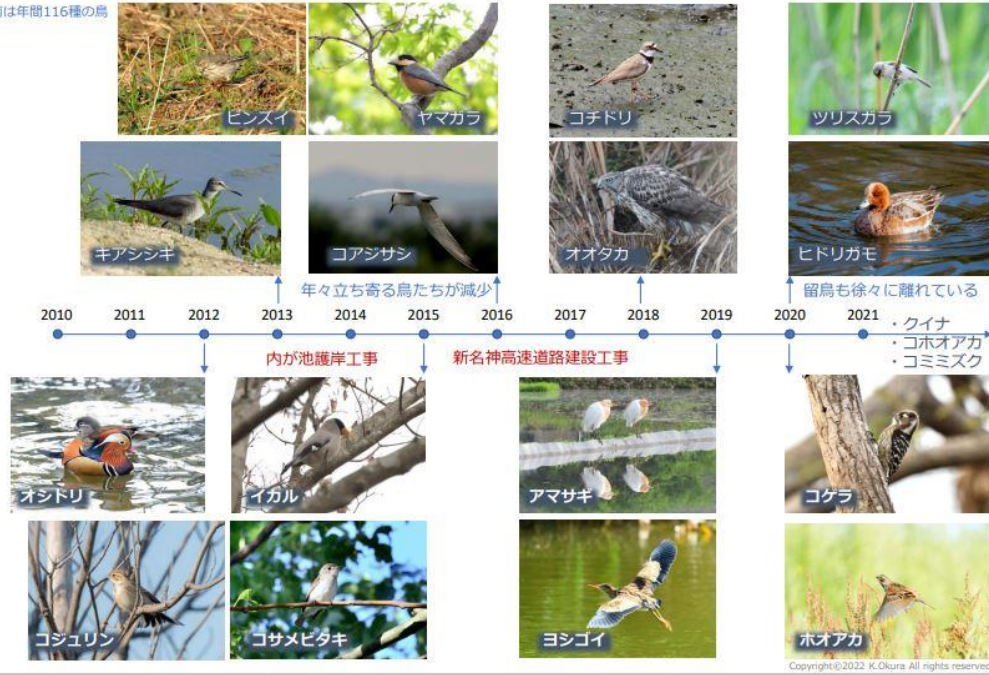 は年間116種の鳥
ビンズイ
ヤマガラ
コチドリ
ツリスガラ
キアシシギ
コアジサシ
オオタカ
ヒドリガモ
年々立ち寄る鳥たちが減少
留鳥も徐々に離れている
2010 2011 2012 2013 2014 2015 2016 2017 2018 2019 2020 2021
・クイナ
・コホオアカ
・コミミズク
内が池護岸工事
新名神高速道路建設工事
オシドリ
イカル
アマサギ
コゲラ
コジュリン
コサメビタキ
ヨシゴイ
ホオアカ
Copyright©2022 K.Okura All rights reserved